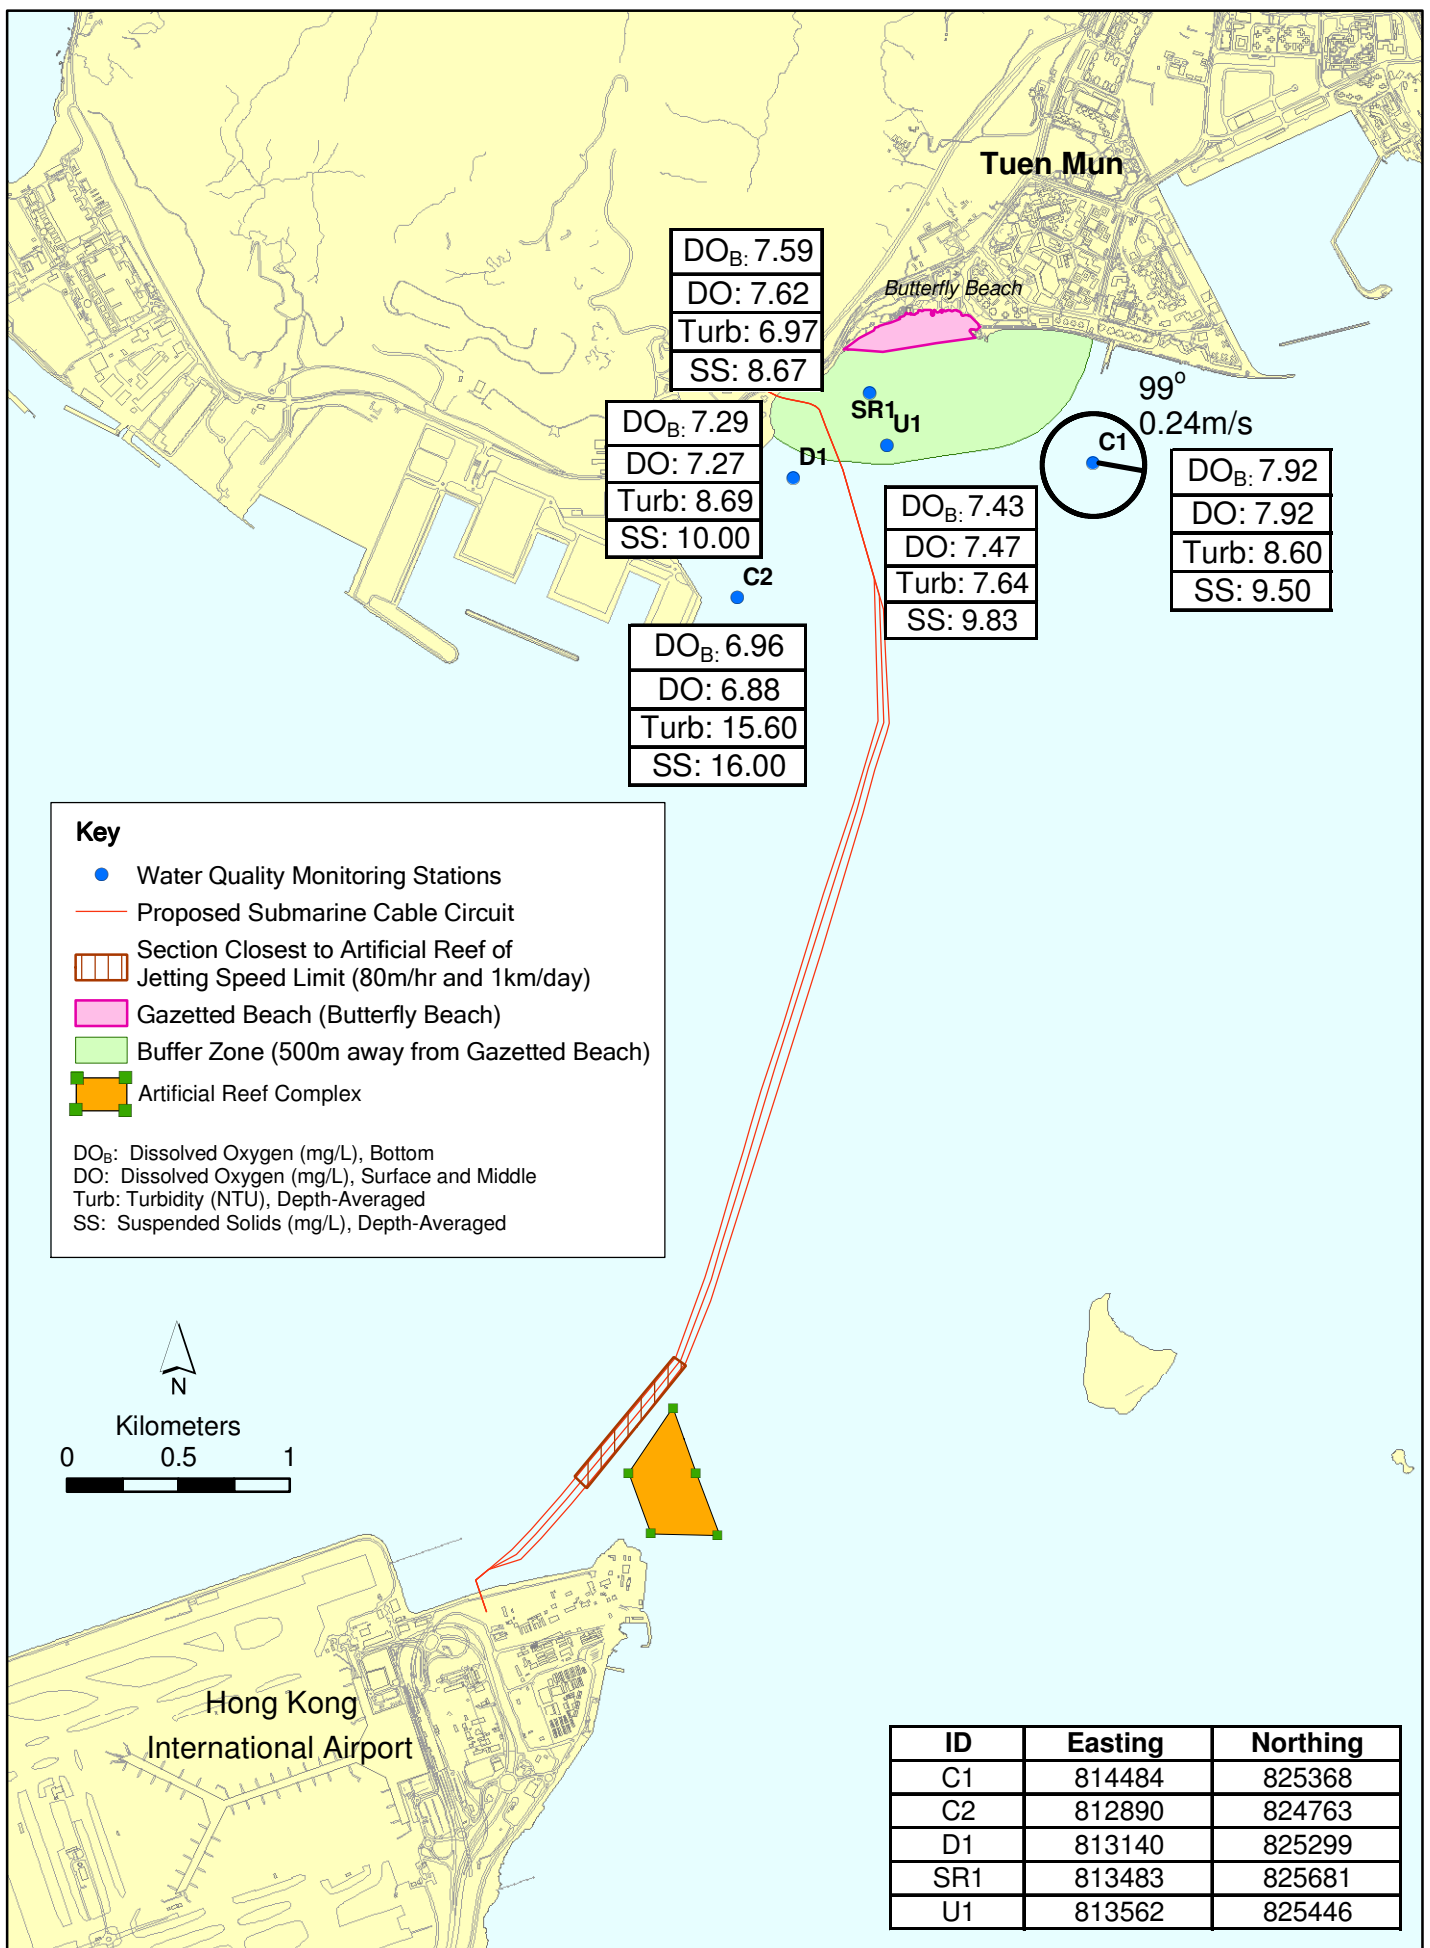 Tuen Mun
Butterfly Beach
DOB: 7.59
DO: 7.62
Turb: 6.97
SS: 8.67
SR1
U1
D1
99o
0.24m/s
C1
DOB: 7.29
DO: 7.27
Turb: 8.69
SS: 10.00
DOB: 7.92
DO: 7.92
Turb: 8.60
SS: 9.50
DOB: 7.43
DO: 7.47
Turb: 7.64
SS: 9.83
C2
DOB: 6.96
DO: 6.88
Turb: 15.60
SS: 16.00
Key
Water Quality Monitoring Stations
Proposed Submarine Cable Circuit
Section Closest to Artificial Reef of
Jetting Speed Limit (80m/hr and 1km/day)
Gazetted Beach (Butterfly Beach)
Buffer Zone (500m away from Gazetted Beach)
Artificial Reef Complex
DOB: Dissolved Oxygen (mg/L), Bottom
DO: Dissolved Oxygen (mg/L), Surface and Middle
Turb: Turbidity (NTU), Depth-Averaged
SS: Suspended Solids (mg/L), Depth-Averaged
N
Kilometers
0 0.5 1
Hong Kong
International Airport
ID Easting Northing
C1 814484 825368
C2 812890 824763
D1 813140 825299
SR1 813483 825681
U1 813562 825446